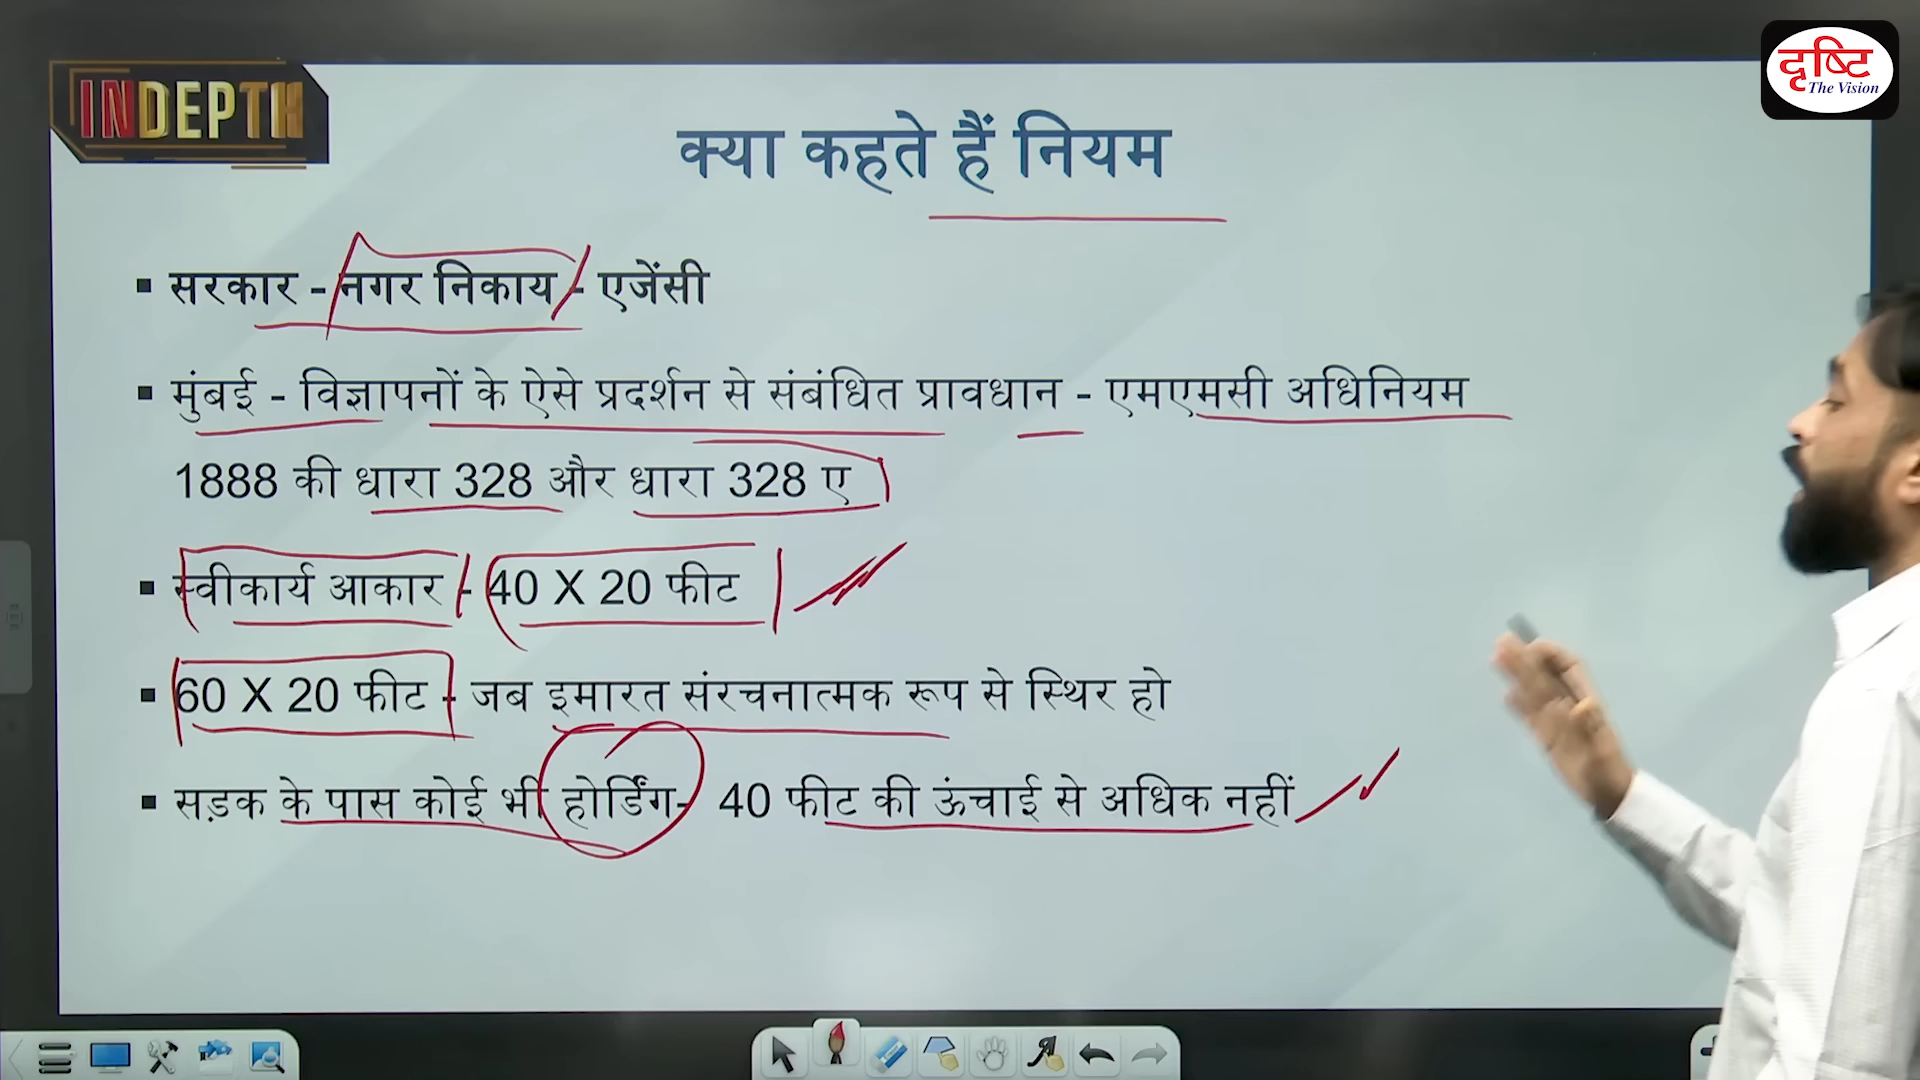 INDEPTH
दृष्टि
The Vision
क्या कहते हैं नियम
▪ सरकार - नगर निकाय - एजेंसी
▪ मुंबई - विज्ञापनों के ऐसे प्रदर्शन से संबंधित प्रावधान - एमएमसी अधिनियम
1888 की धारा 328 और धारा 328 ए
▪ स्वीकार्य आकार - 40 X 20 फीट
▪ 60 X 20 फीट - जब इमारत संरचनात्मक रूप से स्थिर हो
▪ सड़क के पास कोई भी होर्डिंग- 40 फीट की ऊंचाई से अधिक नहीं